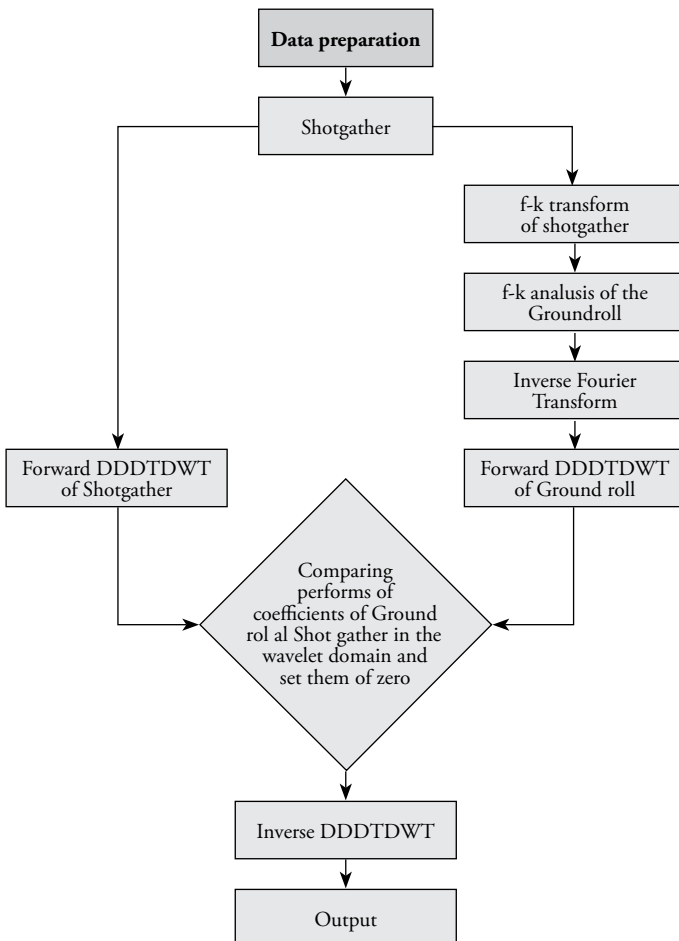 Data preparation
Shotgather
f-k transform
of shotgather
f-k analusis of the
Groundroll
Inverse Fourier
Transform
Forward DDDTDWT
of Shotgather
Forward DDDTDWT
of Ground roll
Comparing
performs of
coefficients of Ground
rol al Shot gather in the
wavelet domain and
set them of zero
Inverse DDDTDWT
Output